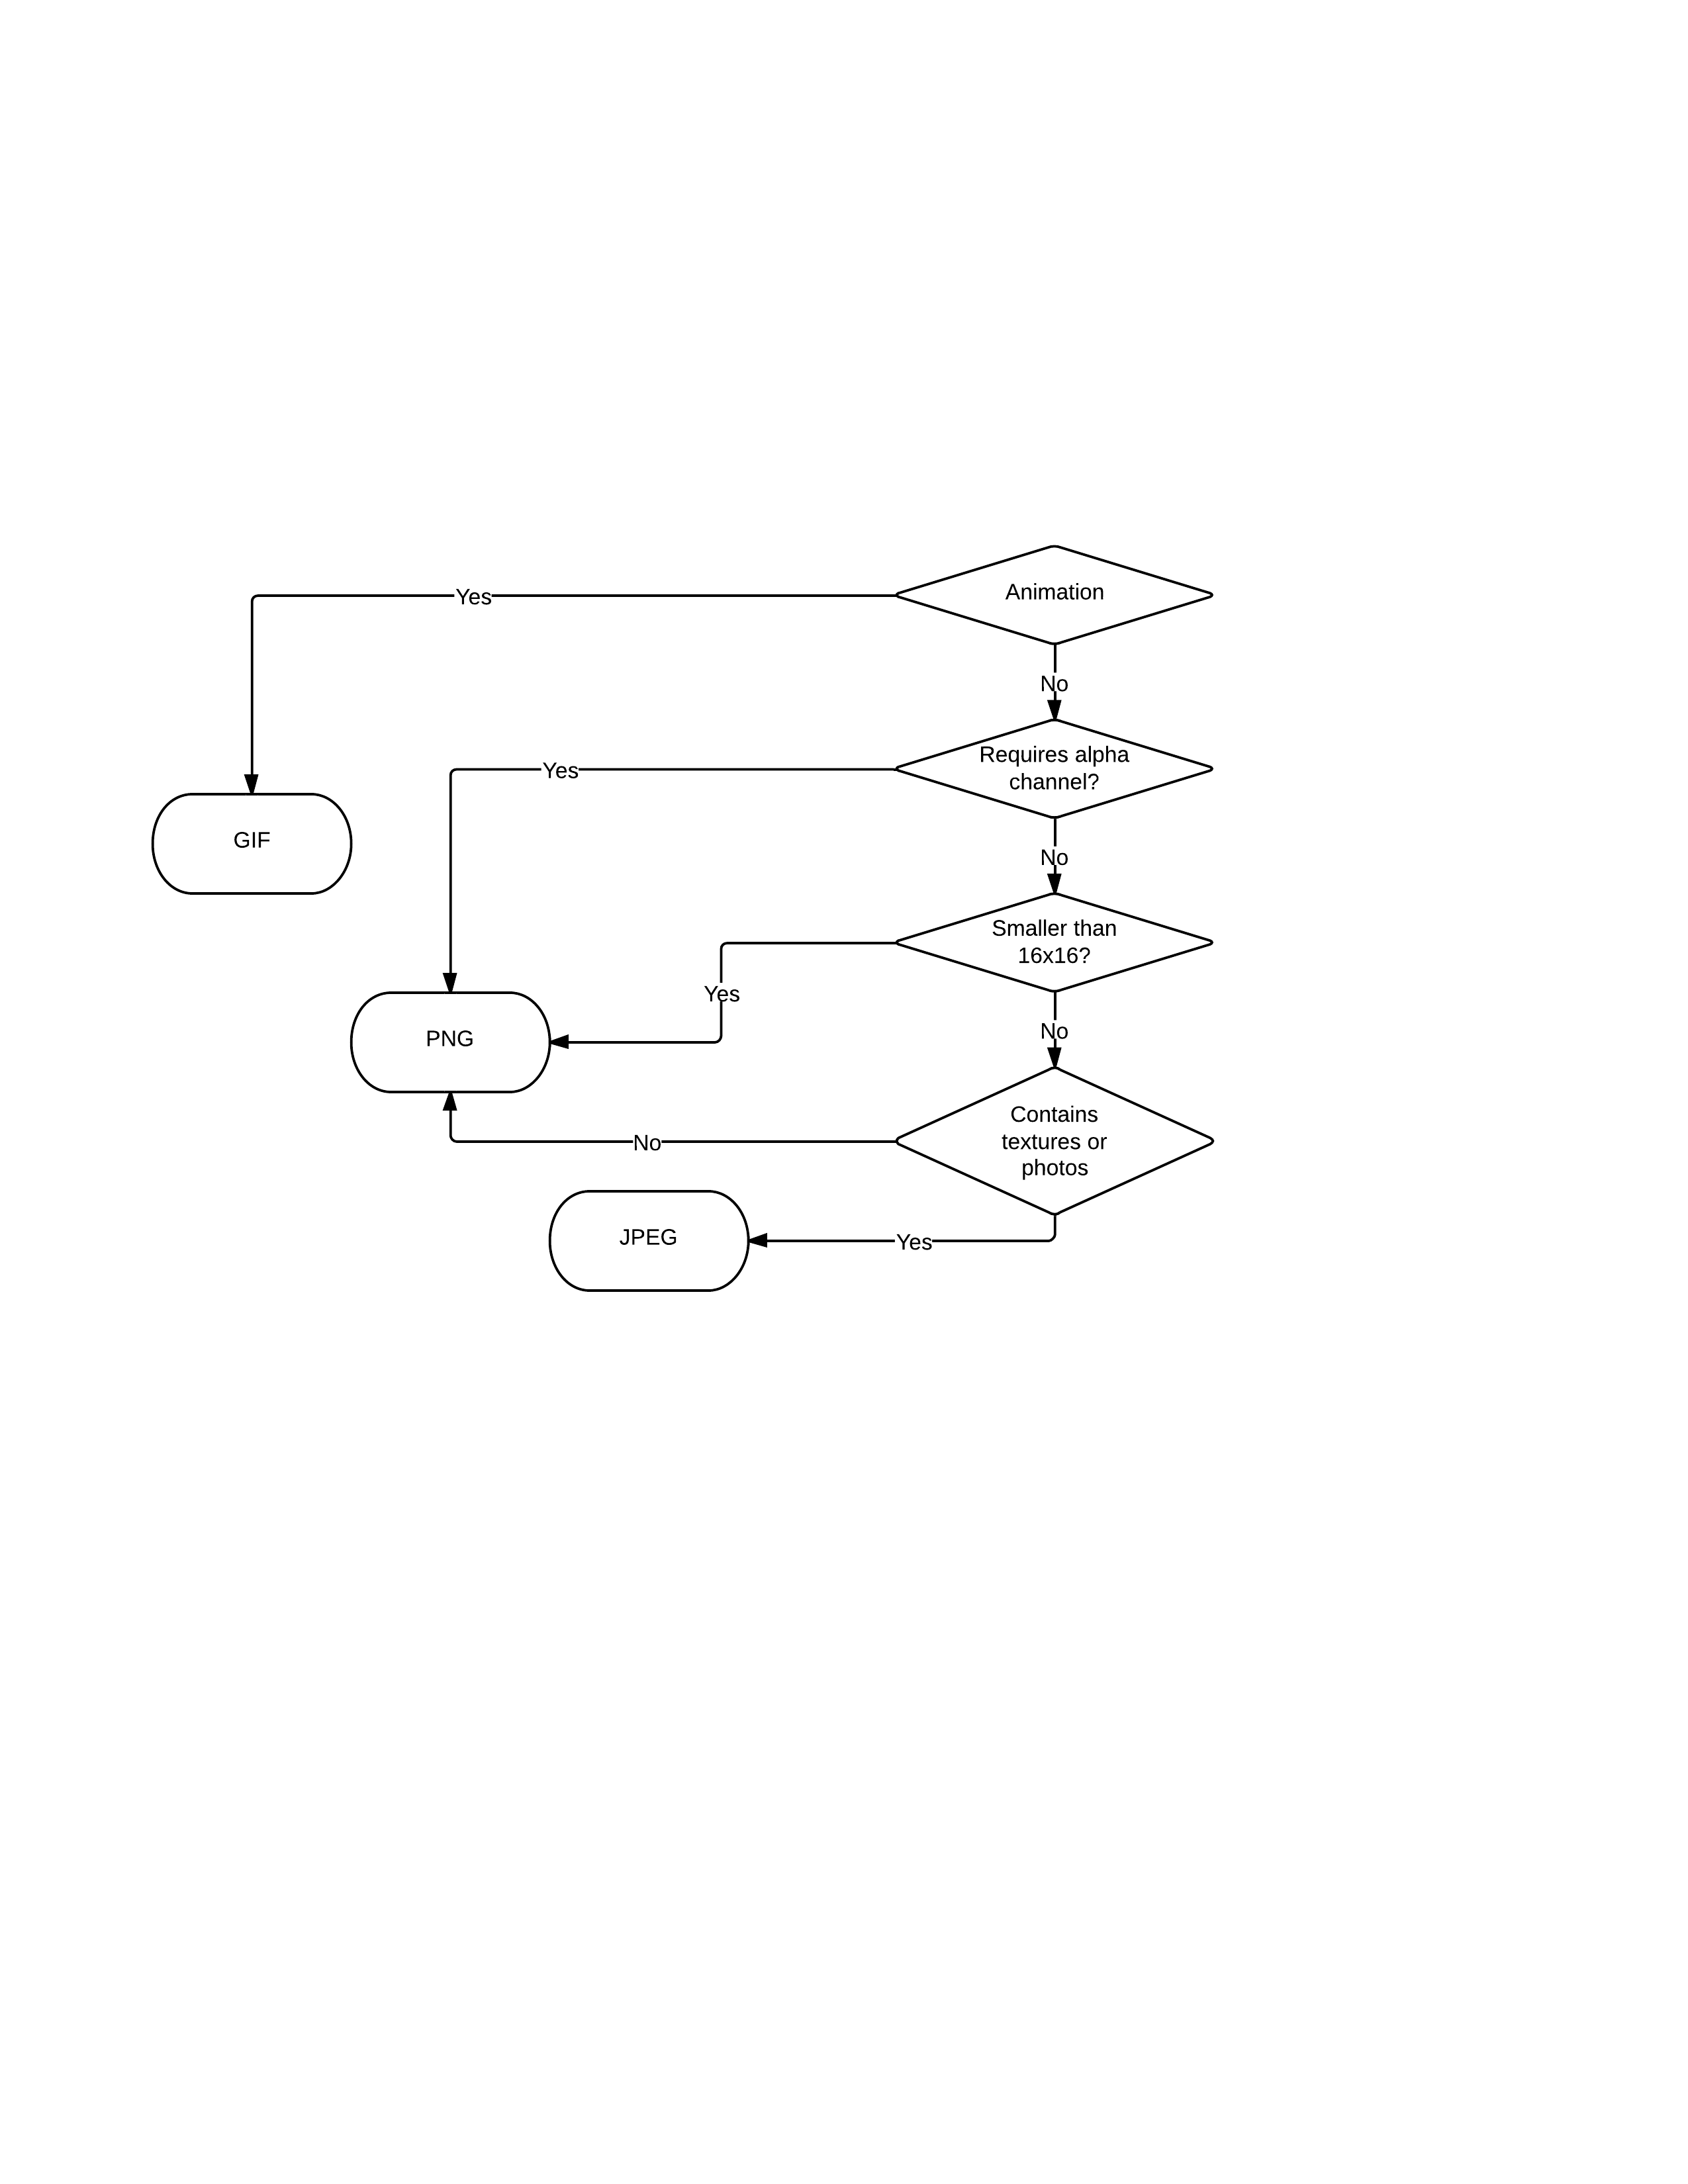 Animation
Yes
No
Requires alpha
channel?
Yes
GIF
No
Smaller than
16x16?
Yes
No
PNG
Contains
textures or
photos
No
JPEG
Yes